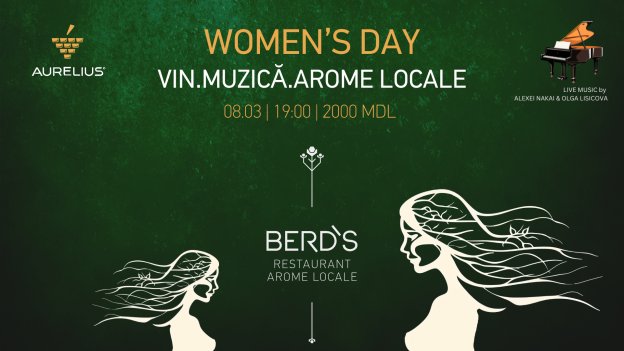 AURELIUS®
WOMEN'S DAY
VIN.MUZICĂ.AROME LOCALE
08.03 | 19:00 | 2000 MDL
LIVE MUSIC by
ALEXEI NAKAI & OLGA LISICOVA
BERD`S
RESTAURANT
AROME LOCALE